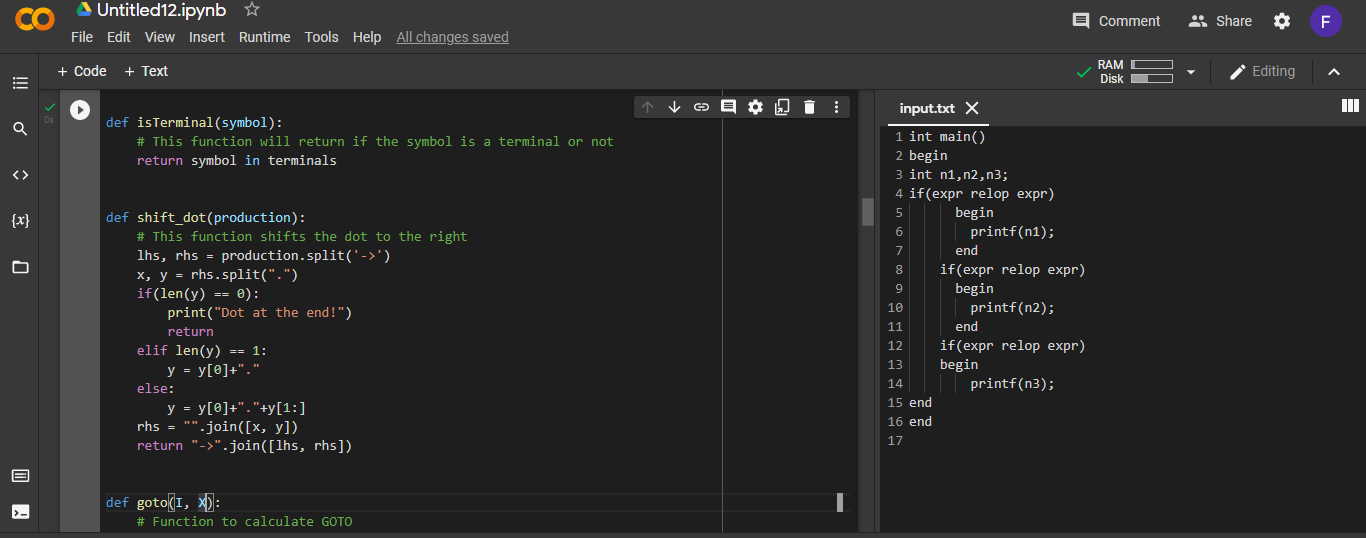 Untitled12.ipynb
File Edit View Insert Runtime Tools Help All changes saved
Comment Share F
+ Code + Text
RAM
Disk
Editing
0s
def isTerminal(symbol):
    # This function will return if the symbol is a terminal or not
    return symbol in terminals
def shift_dot(production):
    # This function shifts the dot to the right
    lhs, rhs = production.split('->')
    x, y = rhs.split(".")
    if(len(y) == 0):
        print("Dot at the end!")
        return
    elif len(y) == 1:
        y = y[0]+"."
    else:
        y = y[0]+"."+y[1:]
    rhs = "".join([x, y])
    return "->".join([lhs, rhs])
def goto(I, X):
    # Function to calculate GOTO
input.txt
1 int main()
2 begin
3 int n1,n2,n3;
4 if(expr relop expr)
5       begin
6         printf(n1);
7       end
8     if(expr relop expr)
9       begin
10         printf(n2);
11       end
12     if(expr relop expr)
13     begin
14         printf(n3);
15 end
16 end
17
{x}